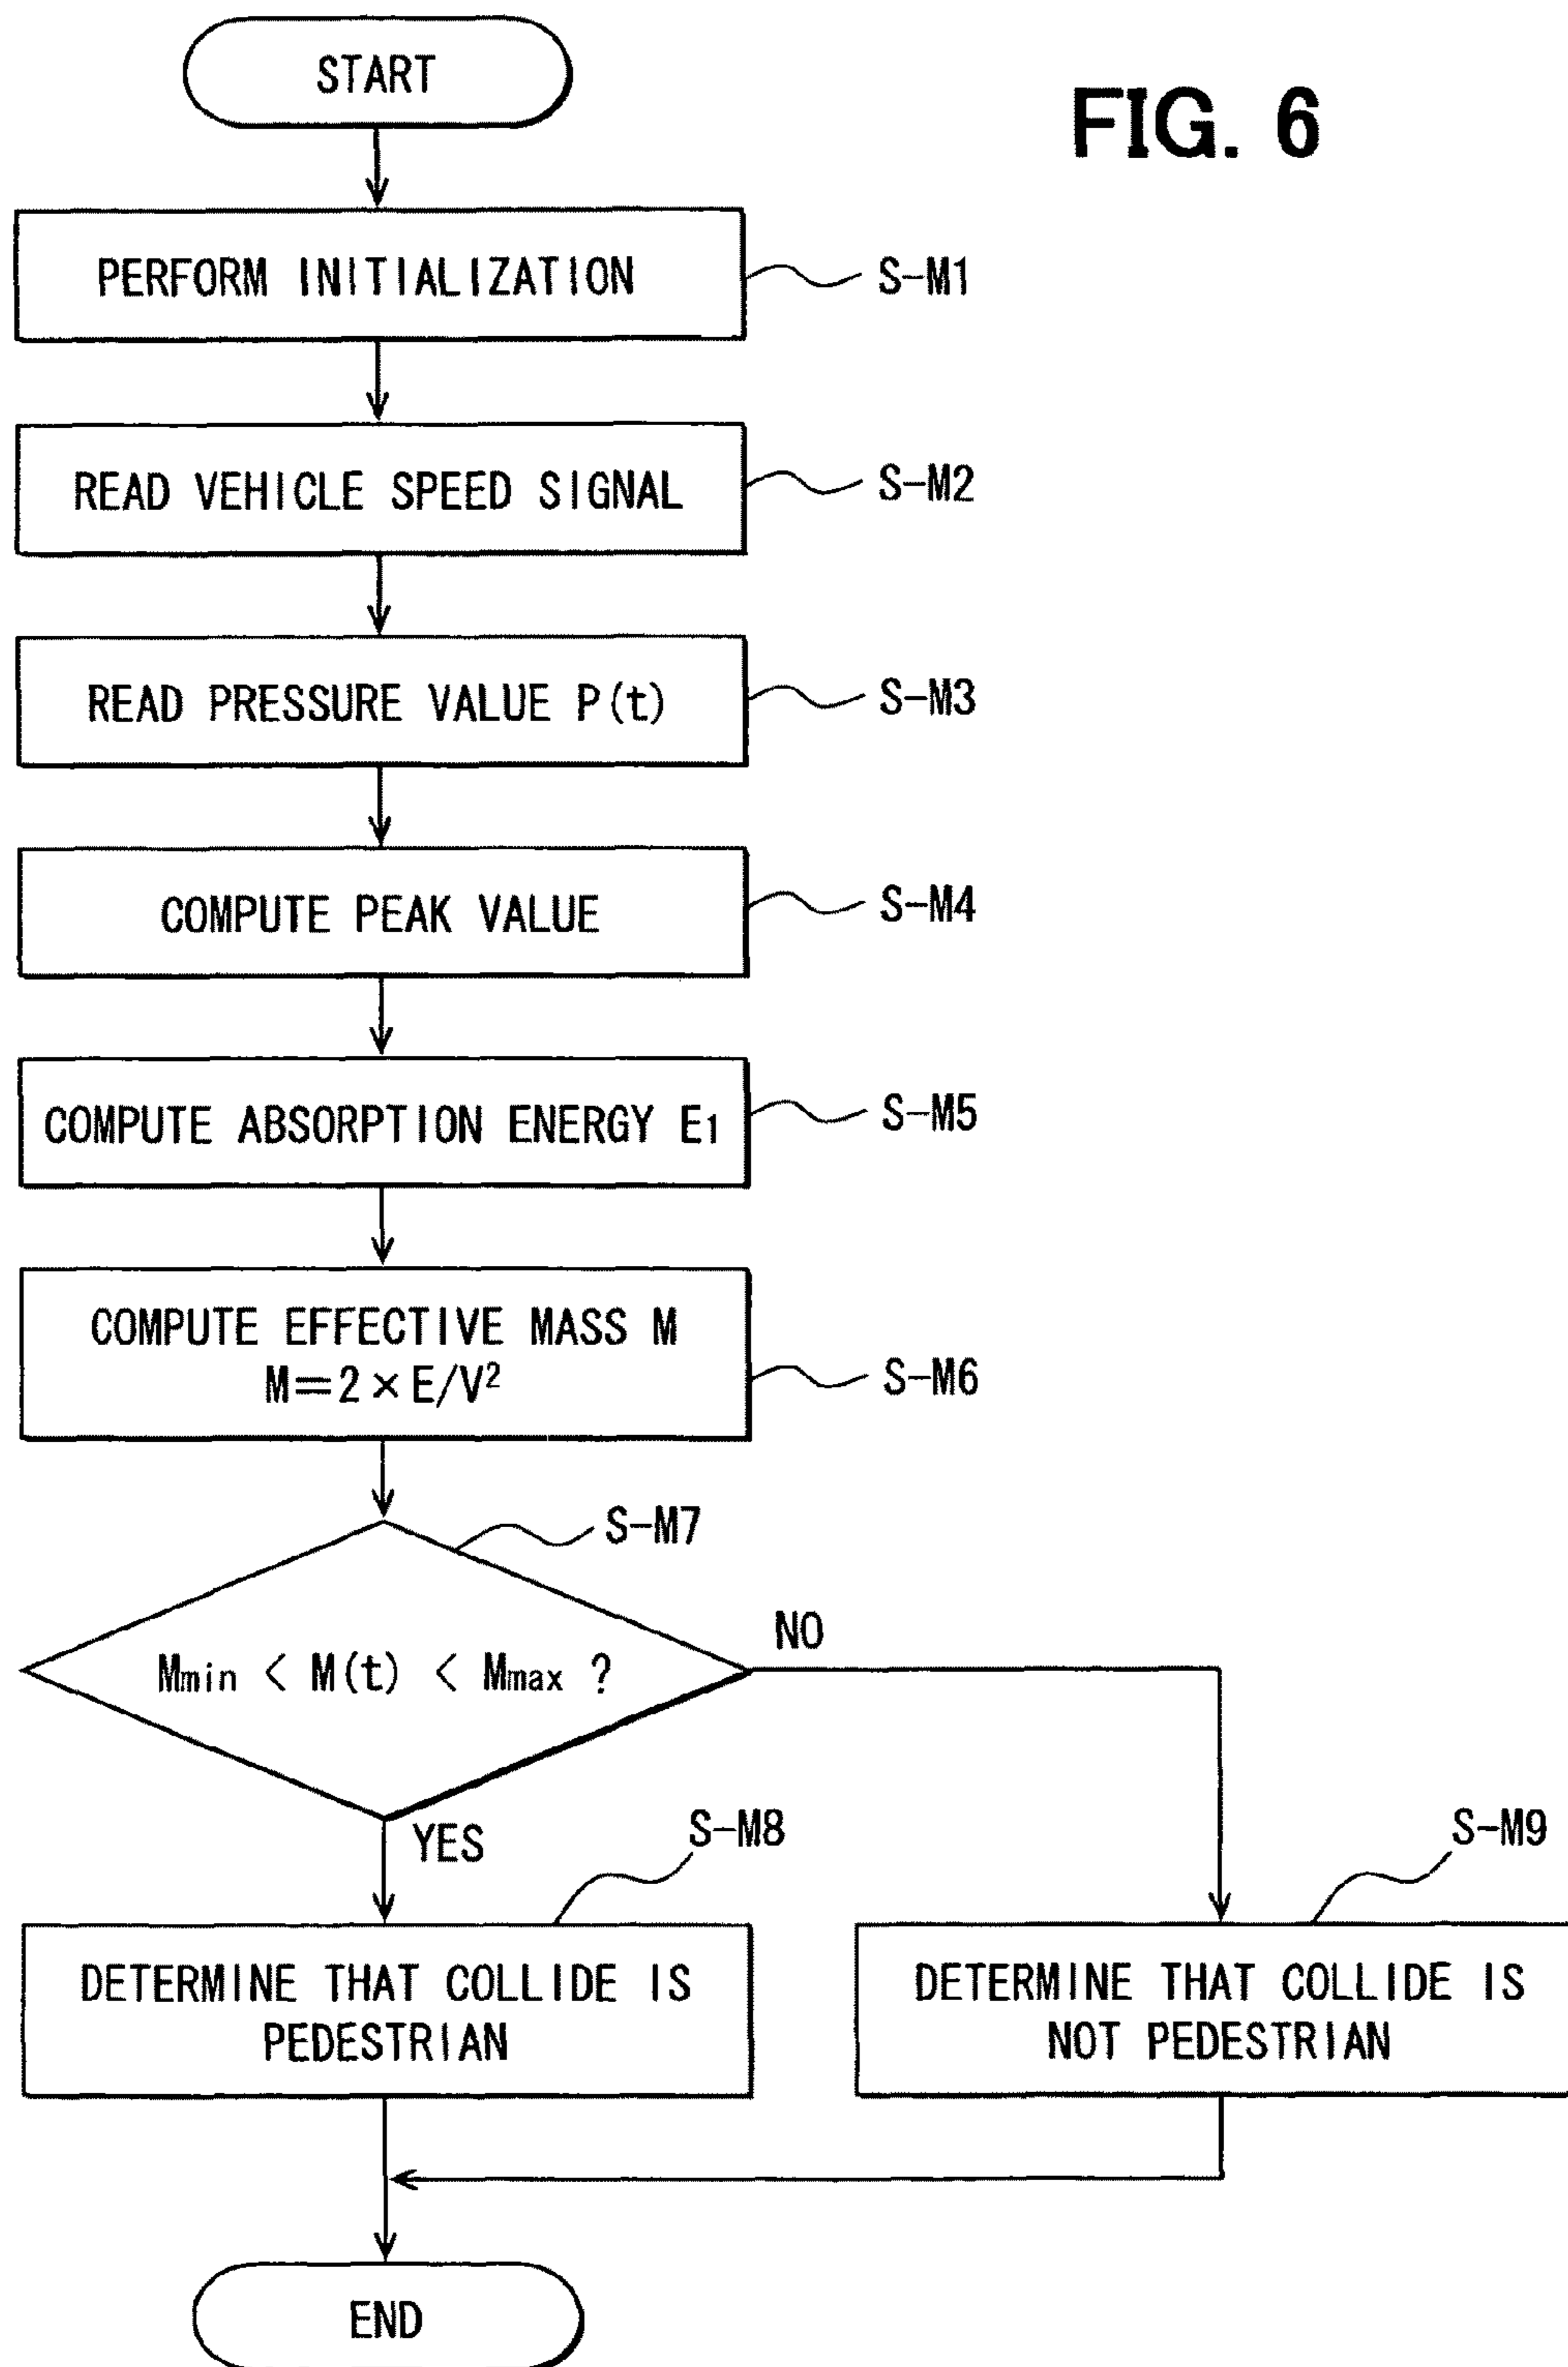 START
FIG. 6
PERFORM INITIALIZATION
S-M1
READ VEHICLE SPEED SIGNAL
S-M2
READ PRESSURE VALUE P(t)
S-M3
COMPUTE PEAK VALUE
S-M4
COMPUTE ABSORPTION ENERGY E1
S-M5
COMPUTE EFFECTIVE MASS M
M=2×E/V²
S-M6
S-M7
Mmin < M(t) < Mmax ?
NO
YES
S-M8
S-M9
DETERMINE THAT COLLIDE IS
PEDESTRIAN
DETERMINE THAT COLLIDE IS
NOT PEDESTRIAN
END